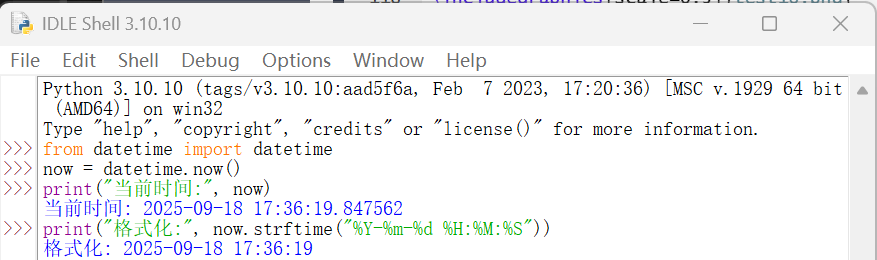 IDLE Shell 3.10.10
File Edit Shell Debug Options Window Help
Python 3.10.10 (tags/v3.10.10:aad5f6a, Feb  7 2023, 17:20:36) [MSC v.1929 64 bit
 (AMD64)] on win32
Type "help", "copyright", "credits" or "license()" for more information.
>>> from datetime import datetime
>>> now = datetime.now()
>>> print("当前时间:", now)
当前时间: 2025-09-18 17:36:19.847562
>>> print("格式化:", now.strftime("%Y-%m-%d %H:%M:%S"))
格式化: 2025-09-18 17:36:19